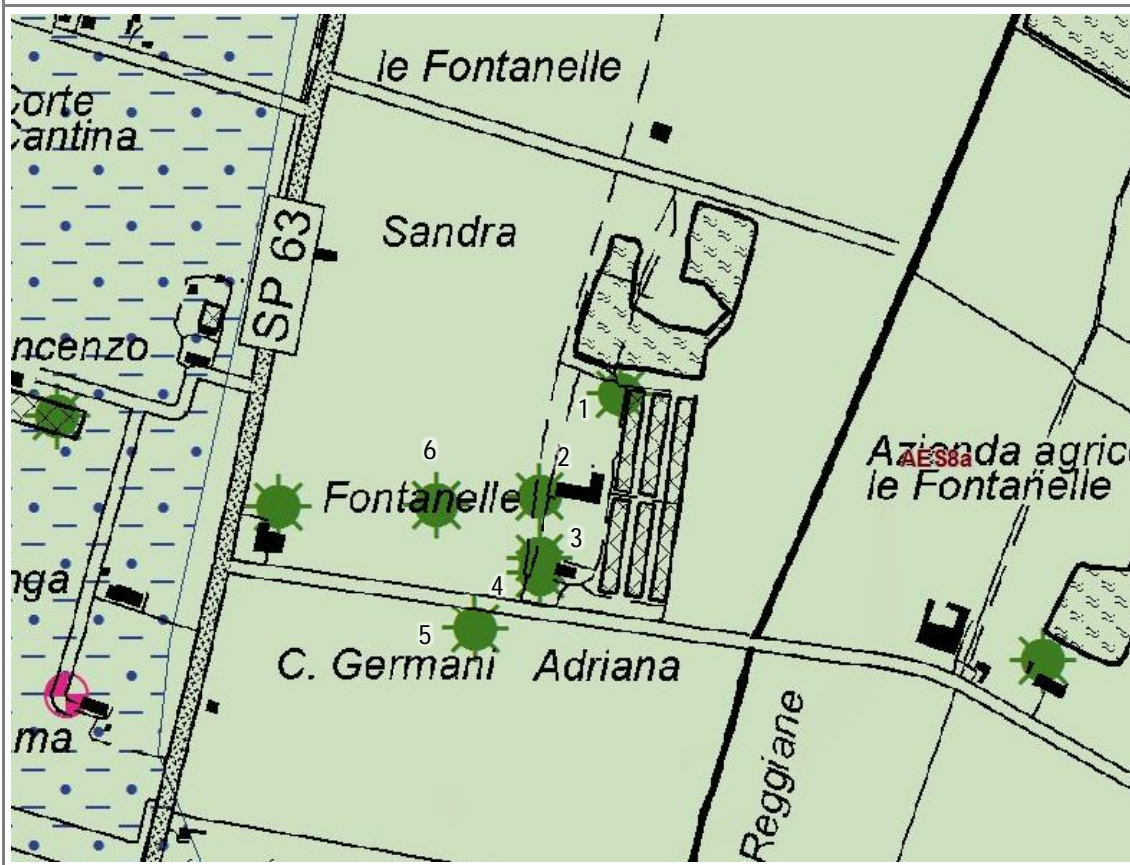 le Fontanelle
Corte
Cantina
Sandra
SP 63
ncenzo
1
Azienda agric
AES8a
le Fontanelle
6
2
Fontanelle
3
nga
4
5
C. Germani Adriana
ma
Reggiane